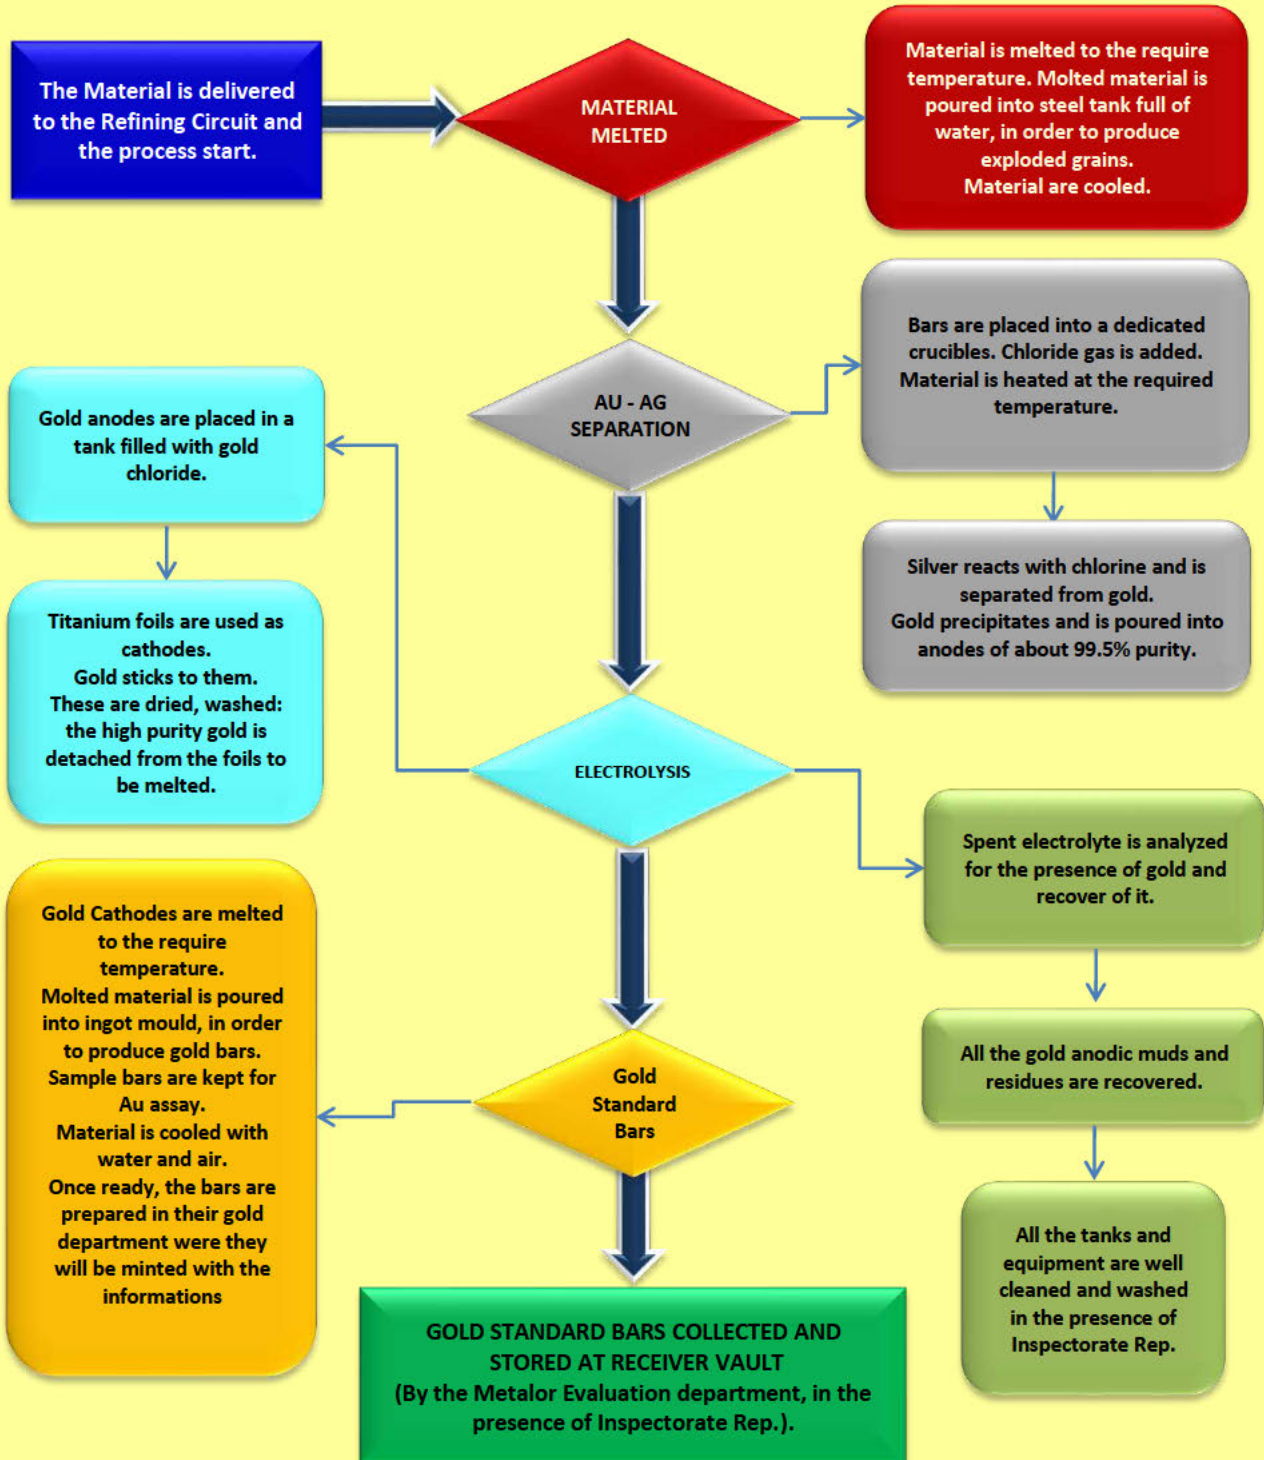 The Material is delivered
to the Refining Circuit and
the process start.
MATERIAL
MELTED
Material is melted to the require
temperature. Molted material is
poured into steel tank full of
water, in order to produce
exploded grains.
Material are cooled.
AU - AG
SEPARATION
Bars are placed into a dedicated
crucibles. Chloride gas is added.
Material is heated at the required
temperature.
Silver reacts with chlorine and is
separated from gold.
Gold precipitates and is poured into
anodes of about 99.5% purity.
Gold anodes are placed in a
tank filled with gold
chloride.
Titanium foils are used as
cathodes.
Gold sticks to them.
These are dried, washed:
the high purity gold is
detached from the foils to
be melted.
ELECTROLYSIS
Spent electrolyte is analyzed
for the presence of gold and
recover of it.
All the gold anodic muds and
residues are recovered.
All the tanks and
equipment are well
cleaned and washed
in the presence of
Inspectorate Rep.
Gold
Standard
Bars
Gold Cathodes are melted
to the require
temperature.
Molted material is poured
into ingot mould, in order
to produce gold bars.
Sample bars are kept for
Au assay.
Material is cooled with
water and air.
Once ready, the bars are
prepared in their gold
department were they
will be minted with the
informations
GOLD STANDARD BARS COLLECTED AND
STORED AT RECEIVER VAULT
(By the Metalor Evaluation department, in the
presence of Inspectorate Rep.).